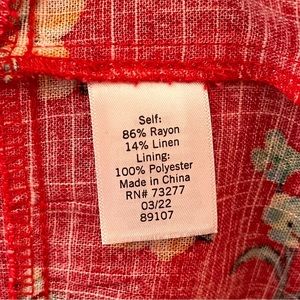 Self:
86% Rayon
14% Linen
Lining:
100% Polyester
Made in China
RN# 73277
03/22
89107